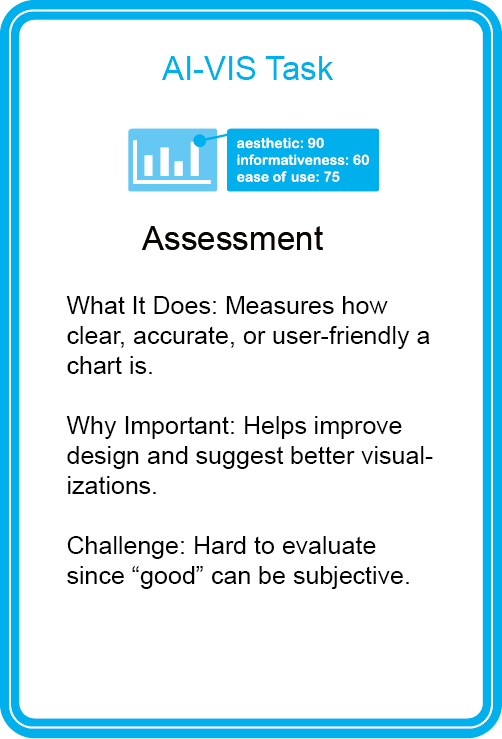 AI-VIS Task
aesthetic: 90
informativeness: 60
ease of use: 75
Assessment
What It Does: Measures how
clear, accurate, or user-friendly a
chart is.
Why Important: Helps improve
design and suggest better visual-
izations.
Challenge: Hard to evaluate
since “good” can be subjective.